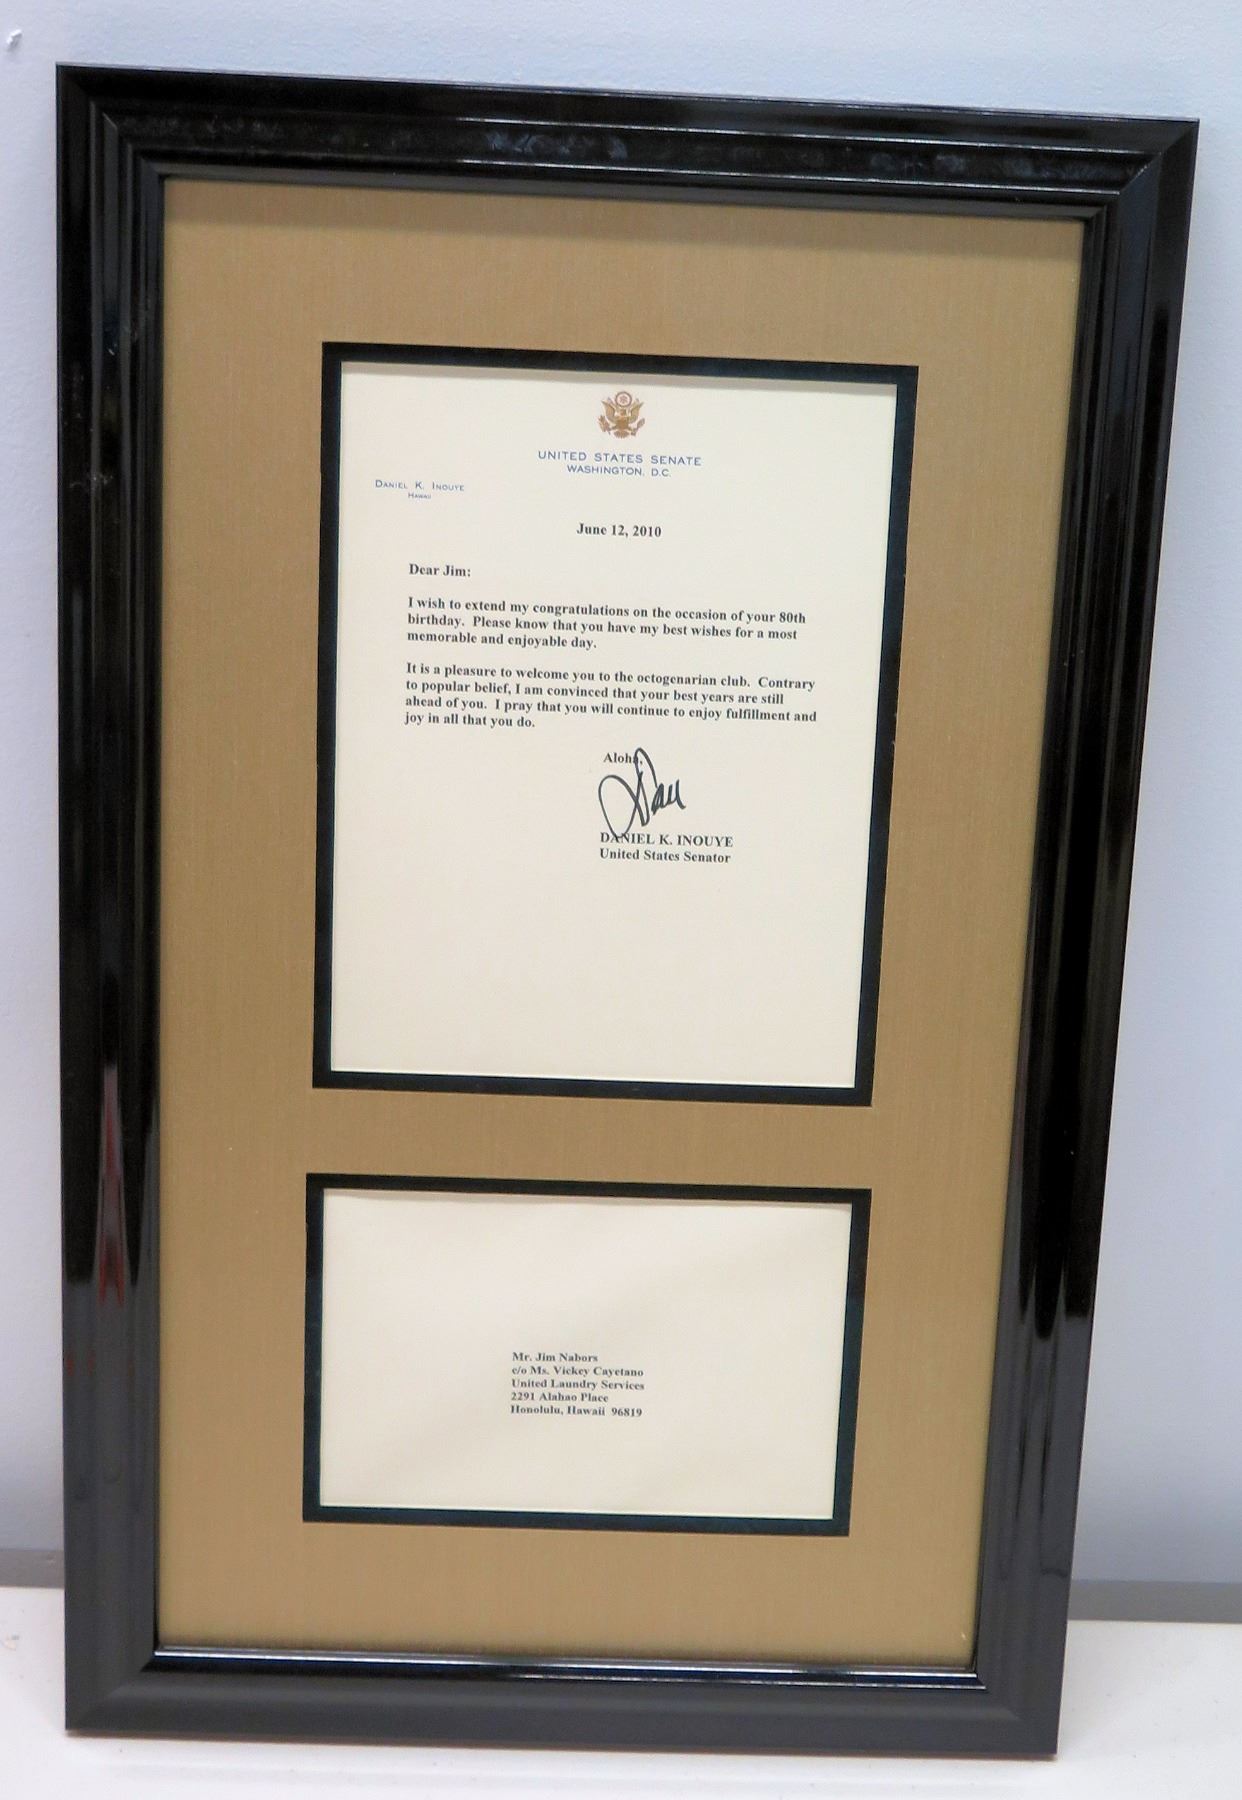 UNITED STATES SENATE
WASHINGTON, D.C.
DANIEL K. INOUYE
HAWAII
June 12, 2010
Dear Jim:
I wish to extend my congratulations on the occasion of your 80th
birthday. Please know that you have my best wishes for a most
memorable and enjoyable day.
It is a pleasure to welcome you to the octogenarian club. Contrary
to popular belief, I am convinced that your best years are still
ahead of you. I pray that you will continue to enjoy fulfillment and
joy in all that you do.
Aloha,
Dan
DANIEL K. INOUYE
United States Senator
Mr. Jim Nabors
c/o Ms. Vickey Cayetano
United Laundry Services
2291 Alahao Place
Honolulu, Hawaii 96819